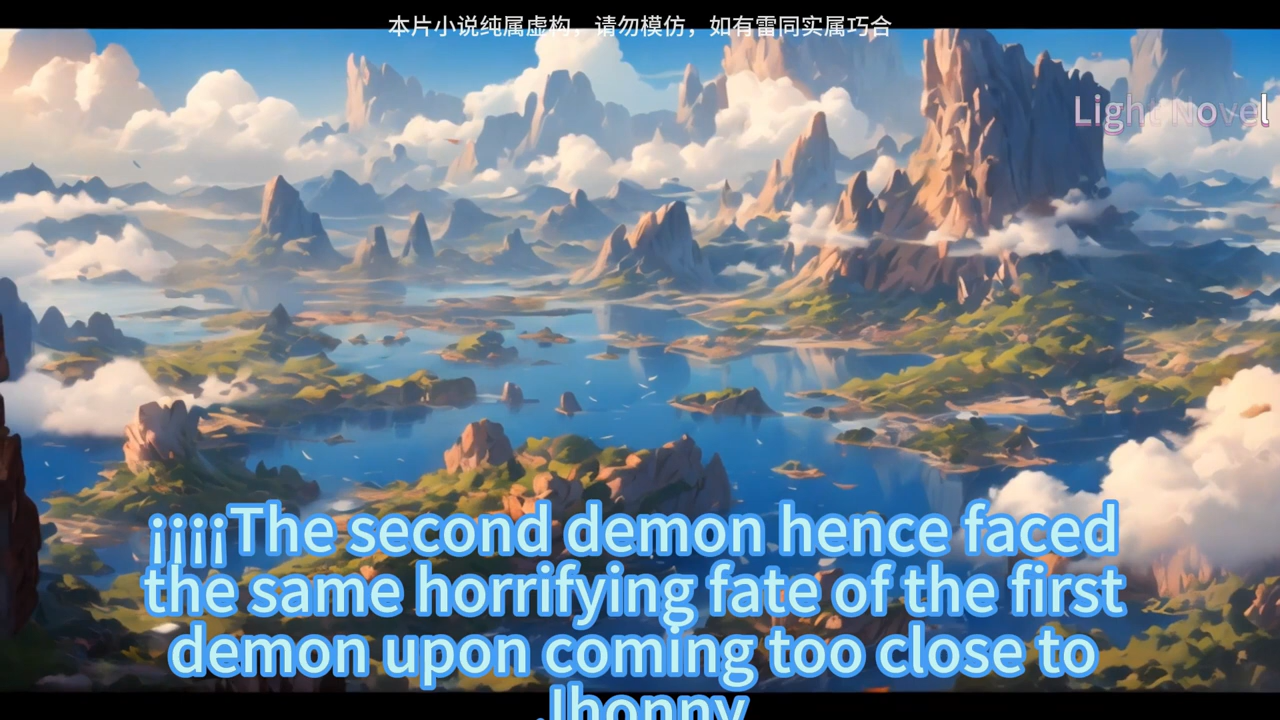 本片小说纯属虚构，请勿模仿，如有雷同实属巧合
Light Novel
¡¡¡¡The second demon hence faced
the same horrifying fate of the first
demon upon coming too close to
Jhonny